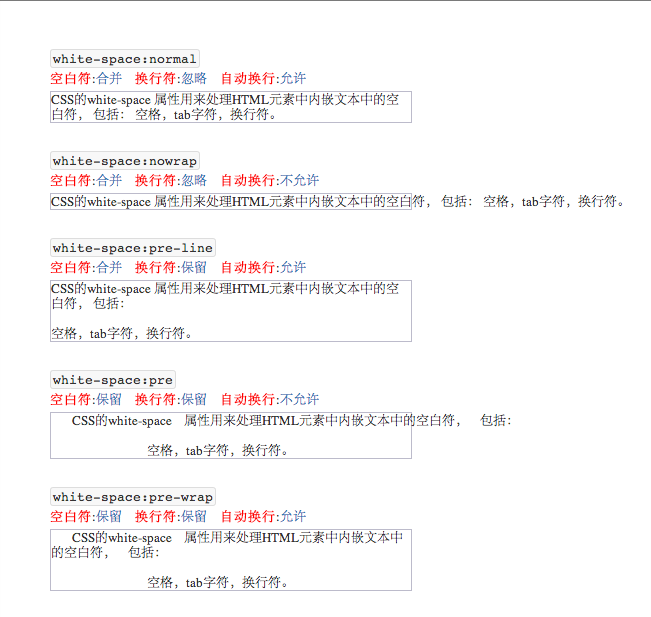 white-space:normal
空白符:合并 换行符:忽略 自动换行:允许
CSS的white-space 属性用来处理HTML元素中内嵌文本中的空
白符， 包括： 空格，tab字符，换行符。
white-space:nowrap
空白符:合并 换行符:忽略 自动换行:不允许
CSS的white-space 属性用来处理HTML元素中内嵌文本中的空白符， 包括： 空格，tab字符，换行符。
white-space:pre-line
空白符:合并 换行符:保留 自动换行:允许
CSS的white-space 属性用来处理HTML元素中内嵌文本中的空
白符， 包括：
空格，tab字符，换行符。
white-space:pre
空白符:保留 换行符:保留 自动换行:不允许
CSS的white-space 属性用来处理HTML元素中内嵌文本中的空白符， 包括：
空格，tab字符，换行符。
white-space:pre-wrap
空白符:保留 换行符:保留 自动换行:允许
CSS的white-space 属性用来处理HTML元素中内嵌文本中
的空白符， 包括：
空格，tab字符，换行符。